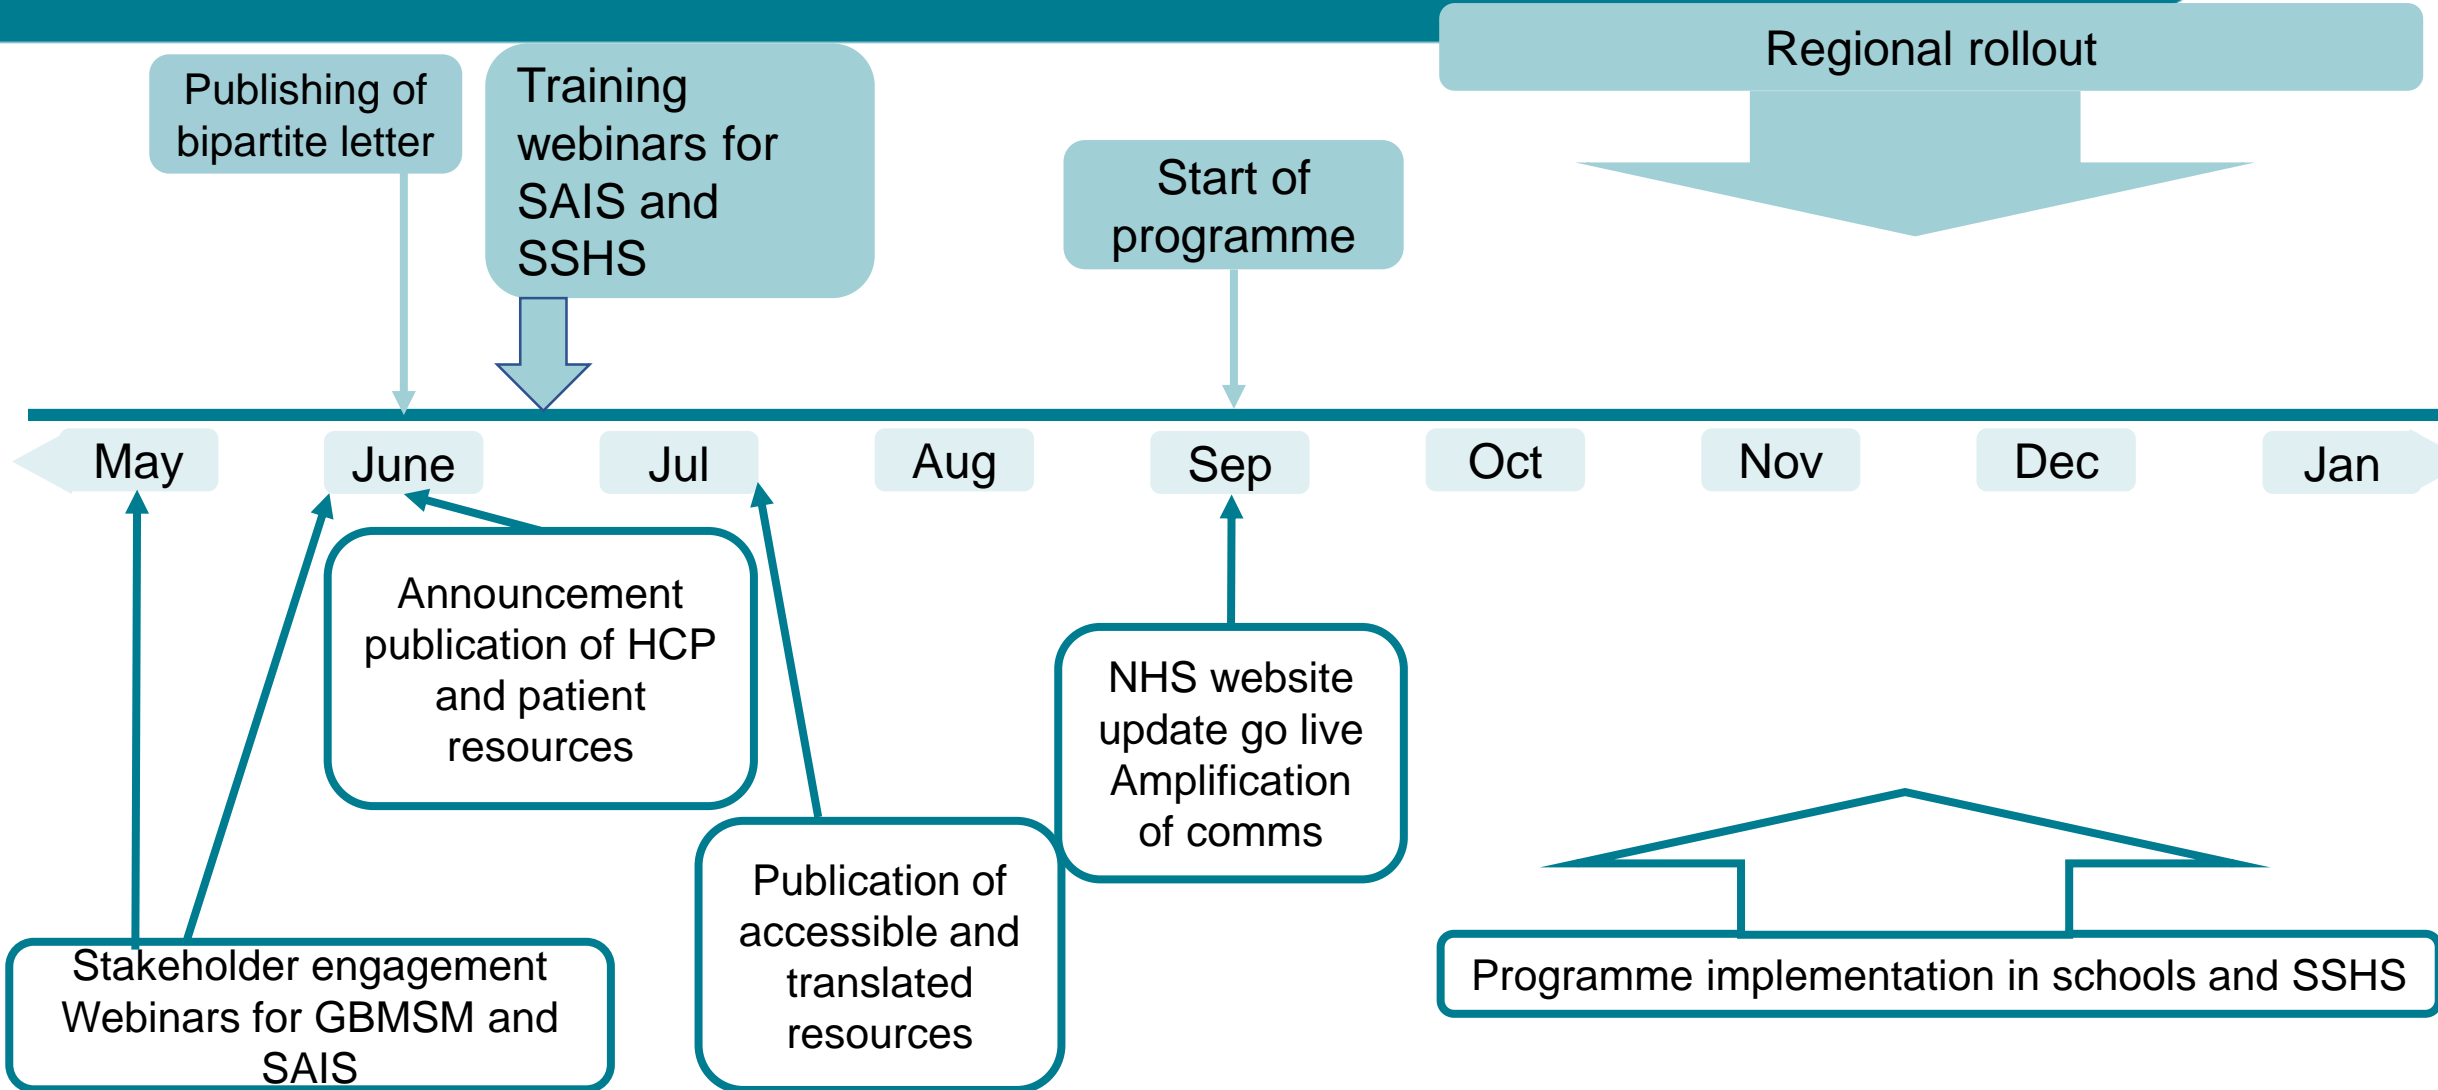 Regional rollout
Publishing of
bipartite letter
Training
webinars for
SAIS and
SSHS
Start of
programme
May
June
Jul
Aug
Sep
Oct
Nov
Dec
Jan
Announcement
publication of HCP
and patient
resources
NHS website
update go live
Amplification
of comms
Publication of
accessible and
translated
resources
Stakeholder engagement
Webinars for GBMSM and
SAIS
Programme implementation in schools and SSHS